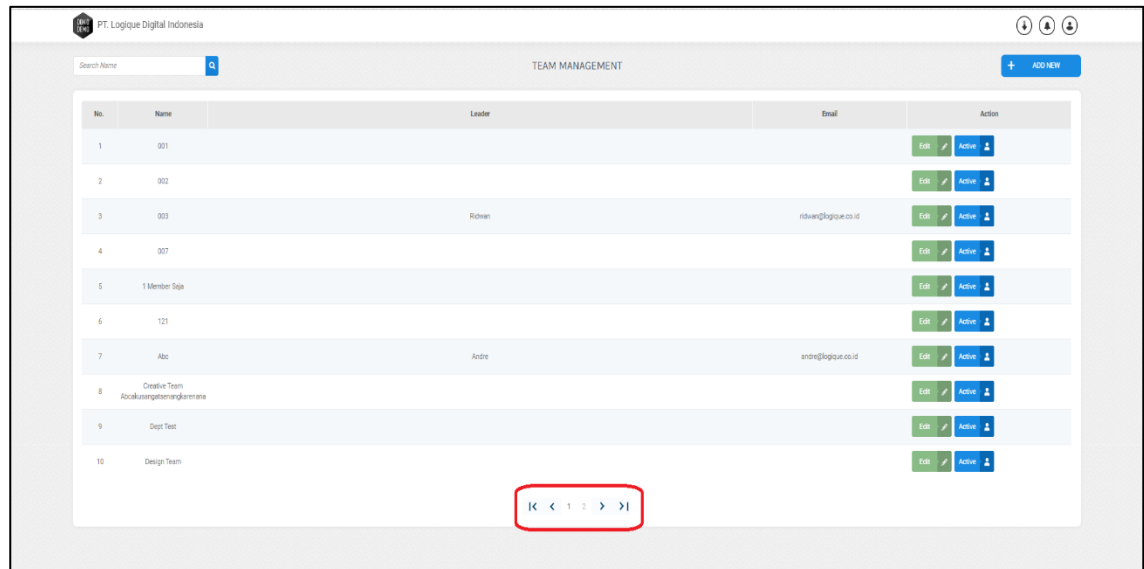 DOKO DEMO PT. Logique Digital Indonesia
Search Name TEAM MANAGEMENT + ADD NEW
No. Name Leader Email Action
1 001 Edit Active
2 002 Edit Active
3 003 Ridwan ridwan@logique.co.id Edit Active
4 007 Edit Active
5 1 Member Saja Edit Active
6 121 Edit Active
7 Abc Andre andre@logique.co.id Edit Active
8 Creative Team Edit Active
Abcakusangatsenangkarenana
9 Dept Test Edit Active
10 Design Team Edit Active
1 2